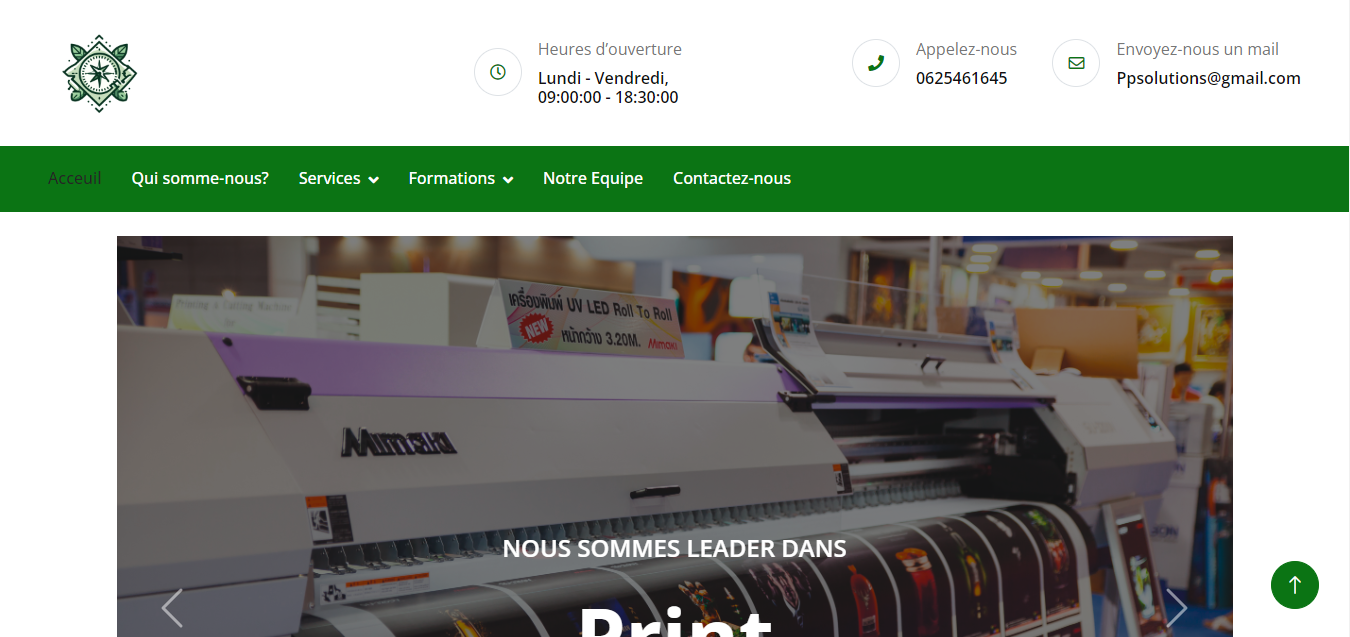 Heures d’ouverture
Lundi - Vendredi,
09:00:00 - 18:30:00
Appelez-nous
0625461645
Envoyez-nous un mail
Ppsolutions@gmail.com
Acceuil
Qui somme-nous?
Services
Formations
Notre Equipe
Contactez-nous
เครื่องพิมพ์ UV LED Roll To Roll
NEW
หน้ากว้าง 3.20M.
Mimaki
Mimaki
NOUS SOMMES LEADER DANS
Print